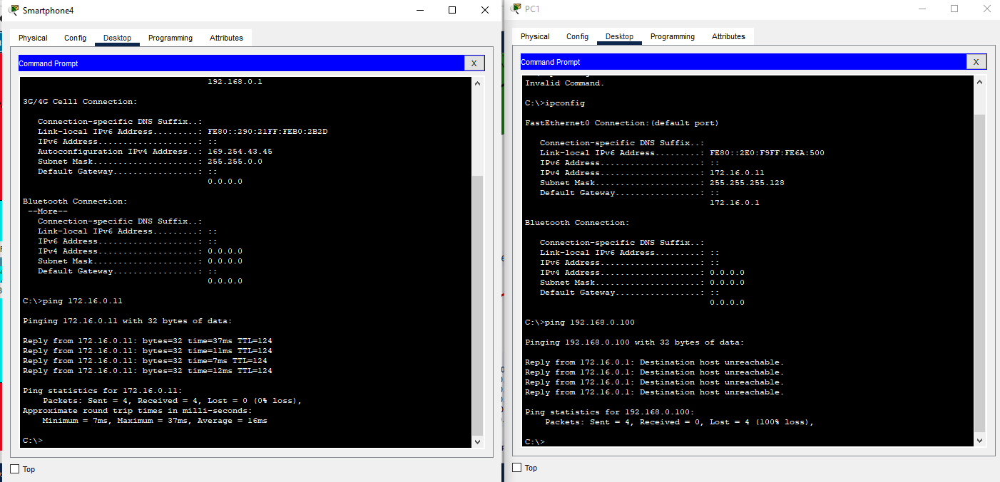 Smartphone4
Physical Config Desktop Programming Attributes
Command Prompt X
192.168.0.1
3G/4G Cell1 Connection:
Connection-specific DNS Suffix..:
Link-local IPv6 Address.........: FE80::290:21FF:FEB0:2B2D
IPv6 Address....................: ::
Autoconfiguration IPv4 Address..: 169.254.43.45
Subnet Mask.....................: 255.255.0.0
Default Gateway.................: ::
0.0.0.0
Bluetooth Connection:
--More--
Connection-specific DNS Suffix..:
Link-local IPv6 Address.........: ::
IPv6 Address....................: ::
IPv4 Address....................: 0.0.0.0
Subnet Mask.....................: 0.0.0.0
Default Gateway.................: ::
0.0.0.0
C:\>ping 172.16.0.11
Pinging 172.16.0.11 with 32 bytes of data:
Reply from 172.16.0.11: bytes=32 time=37ms TTL=124
Reply from 172.16.0.11: bytes=32 time=11ms TTL=124
Reply from 172.16.0.11: bytes=32 time=7ms TTL=124
Reply from 172.16.0.11: bytes=32 time=12ms TTL=124
Ping statistics for 172.16.0.11:
Packets: Sent = 4, Received = 4, Lost = 0 (0% loss),
Approximate round trip times in milli-seconds:
Minimum = 7ms, Maximum = 37ms, Average = 16ms
C:\>
Top
PC1
Physical Config Desktop Programming Attributes
Command Prompt X
Invalid Command.
C:\>ipconfig
FastEthernet0 Connection:(default port)
Connection-specific DNS Suffix..:
Link-local IPv6 Address.........: FE80::2E0:F9FF:FE6A:500
IPv6 Address....................: ::
IPv4 Address....................: 172.16.0.11
Subnet Mask.....................: 255.255.255.128
Default Gateway.................: ::
172.16.0.1
Bluetooth Connection:
Connection-specific DNS Suffix..:
Link-local IPv6 Address.........: ::
IPv6 Address....................: ::
IPv4 Address....................: 0.0.0.0
Subnet Mask.....................: 0.0.0.0
Default Gateway.................: ::
0.0.0.0
C:\>ping 192.168.0.100
Pinging 192.168.0.100 with 32 bytes of data:
Reply from 172.16.0.1: Destination host unreachable.
Reply from 172.16.0.1: Destination host unreachable.
Reply from 172.16.0.1: Destination host unreachable.
Reply from 172.16.0.1: Destination host unreachable.
Ping statistics for 192.168.0.100:
Packets: Sent = 4, Received = 0, Lost = 4 (100% loss),
C:\>
Top